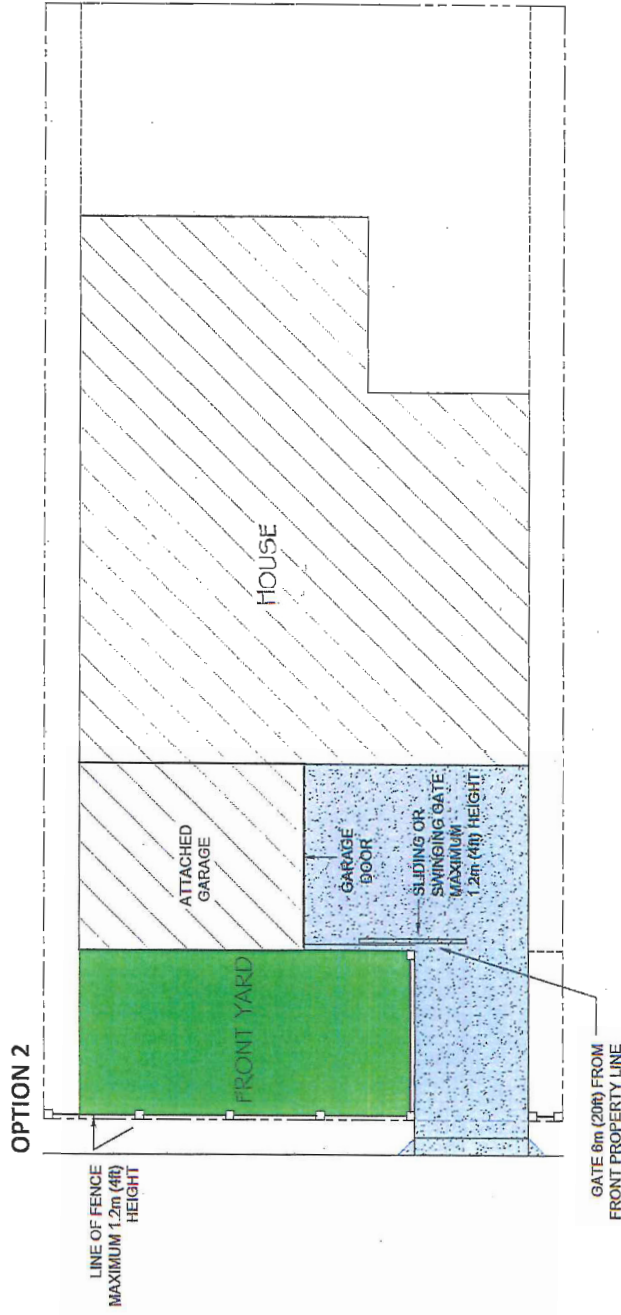 OPTION 2
LINE OF FENCE
MAXIMUM 1.2m (4ft)
HEIGHT
FRONT YARD
ATTACHED
GARAGE
GARAGE
DOOR
SLIDING OR
SWINGING GATE
MAXIMUM
1.2m (4ft) HEIGHT
HOUSE
GATE 6m (20ft) FROM
FRONT PROPERTY LINE